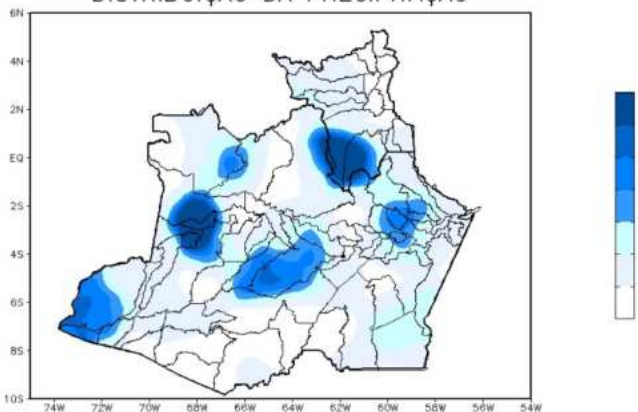 DISTRIBUIÇÃO DA PRECIPITAÇÃO
6N
4N
2N
EQ
2S
4S
6S
8S
10S
74W 72W 70W 68W 66W 64W 62W 60W 58W 56W 54W